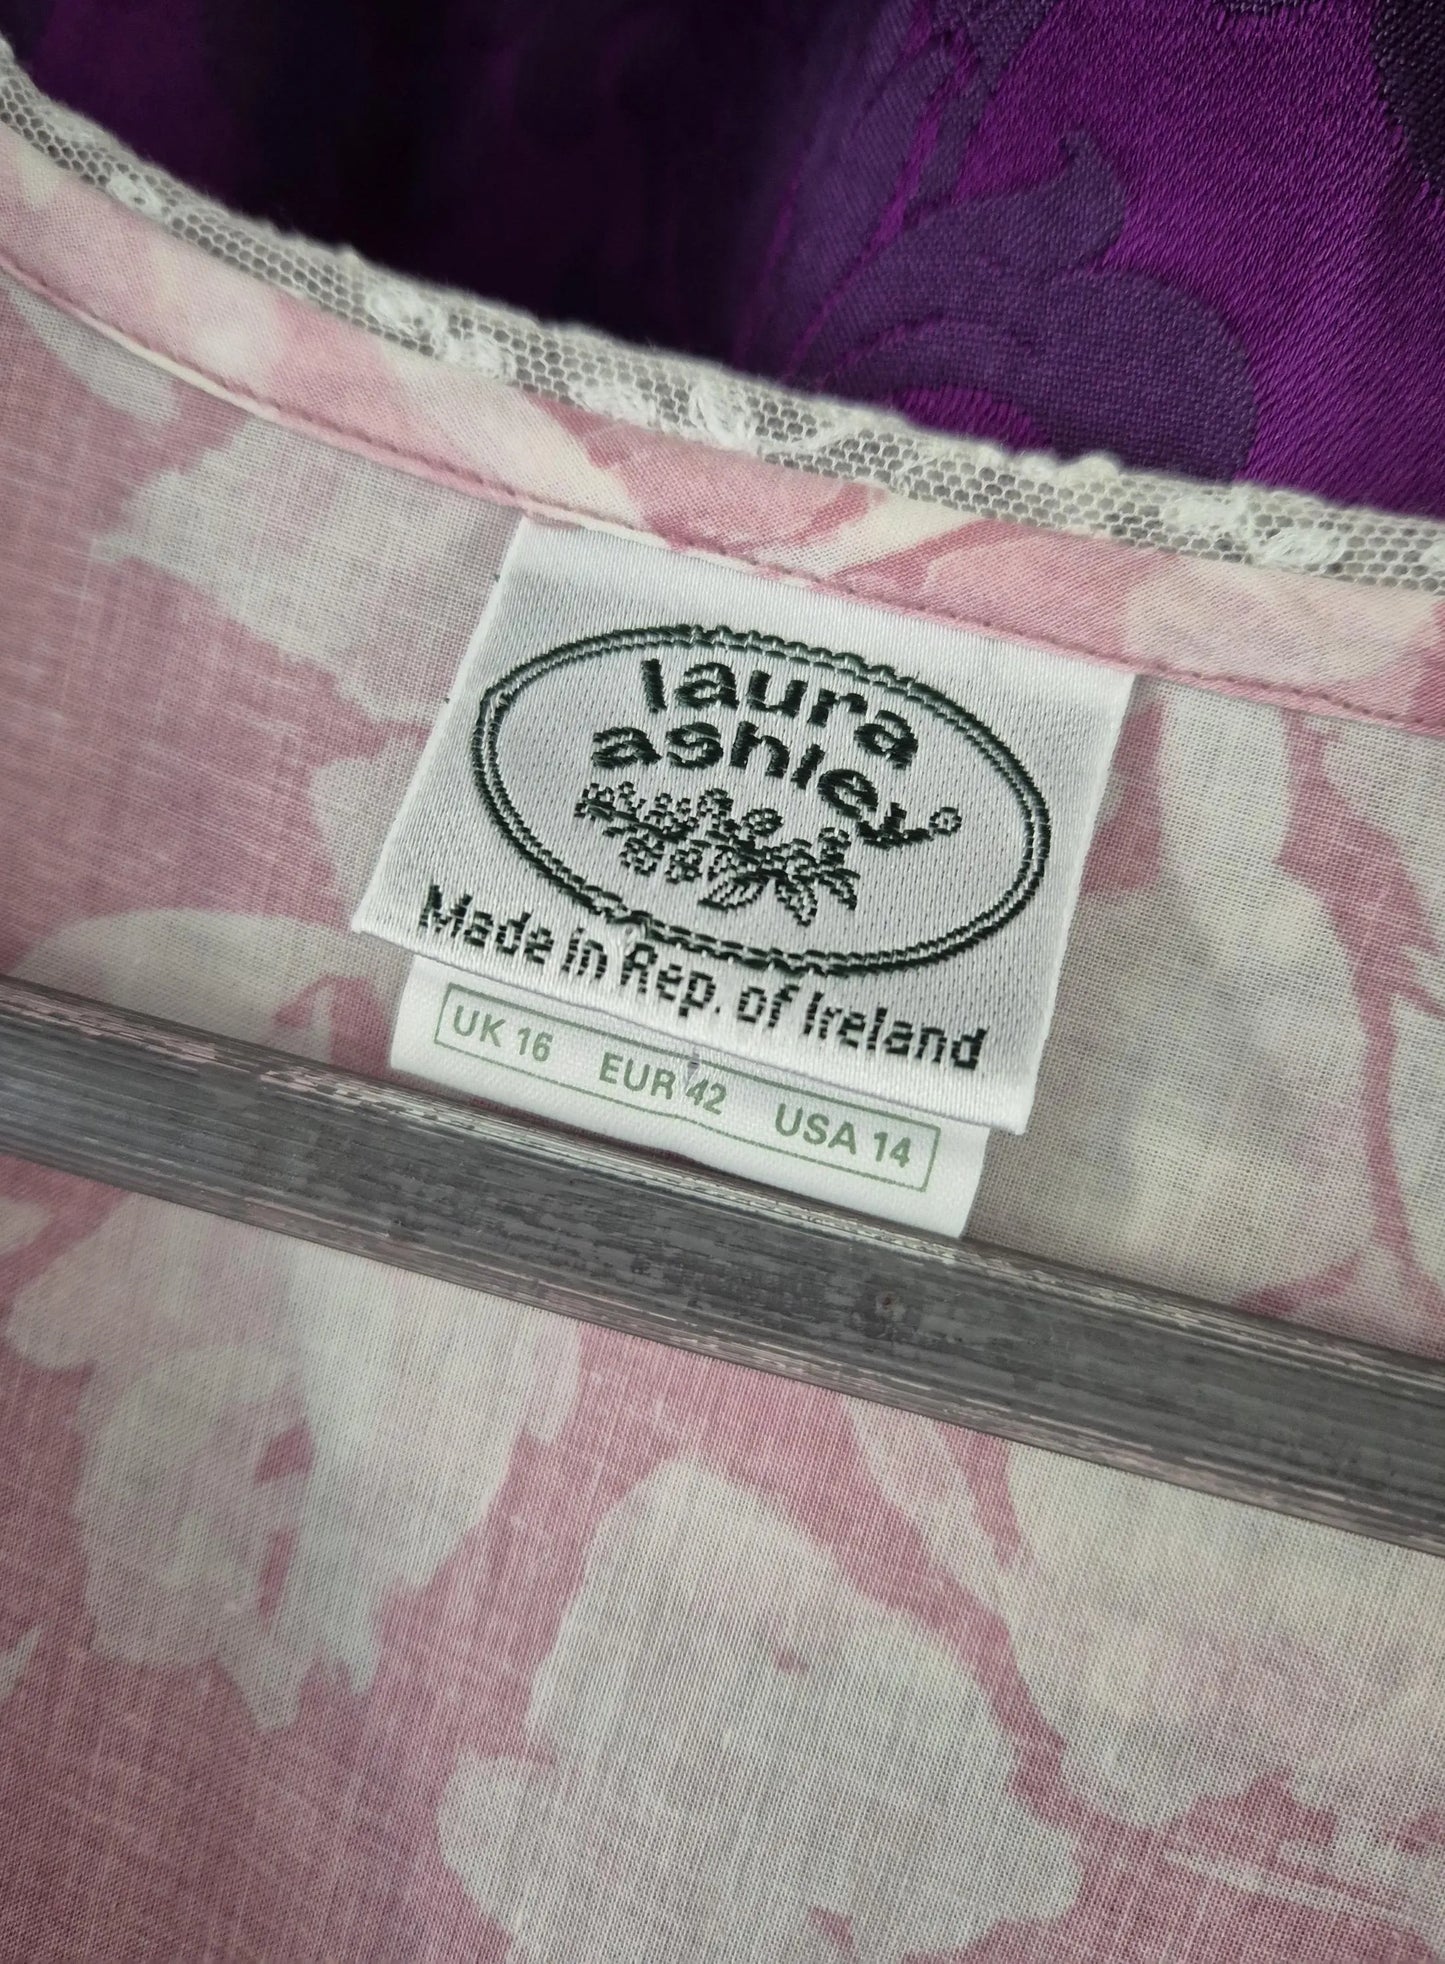 laura
ashley®
Made in Rep. of Ireland
UK 16 EUR 42 USA 14